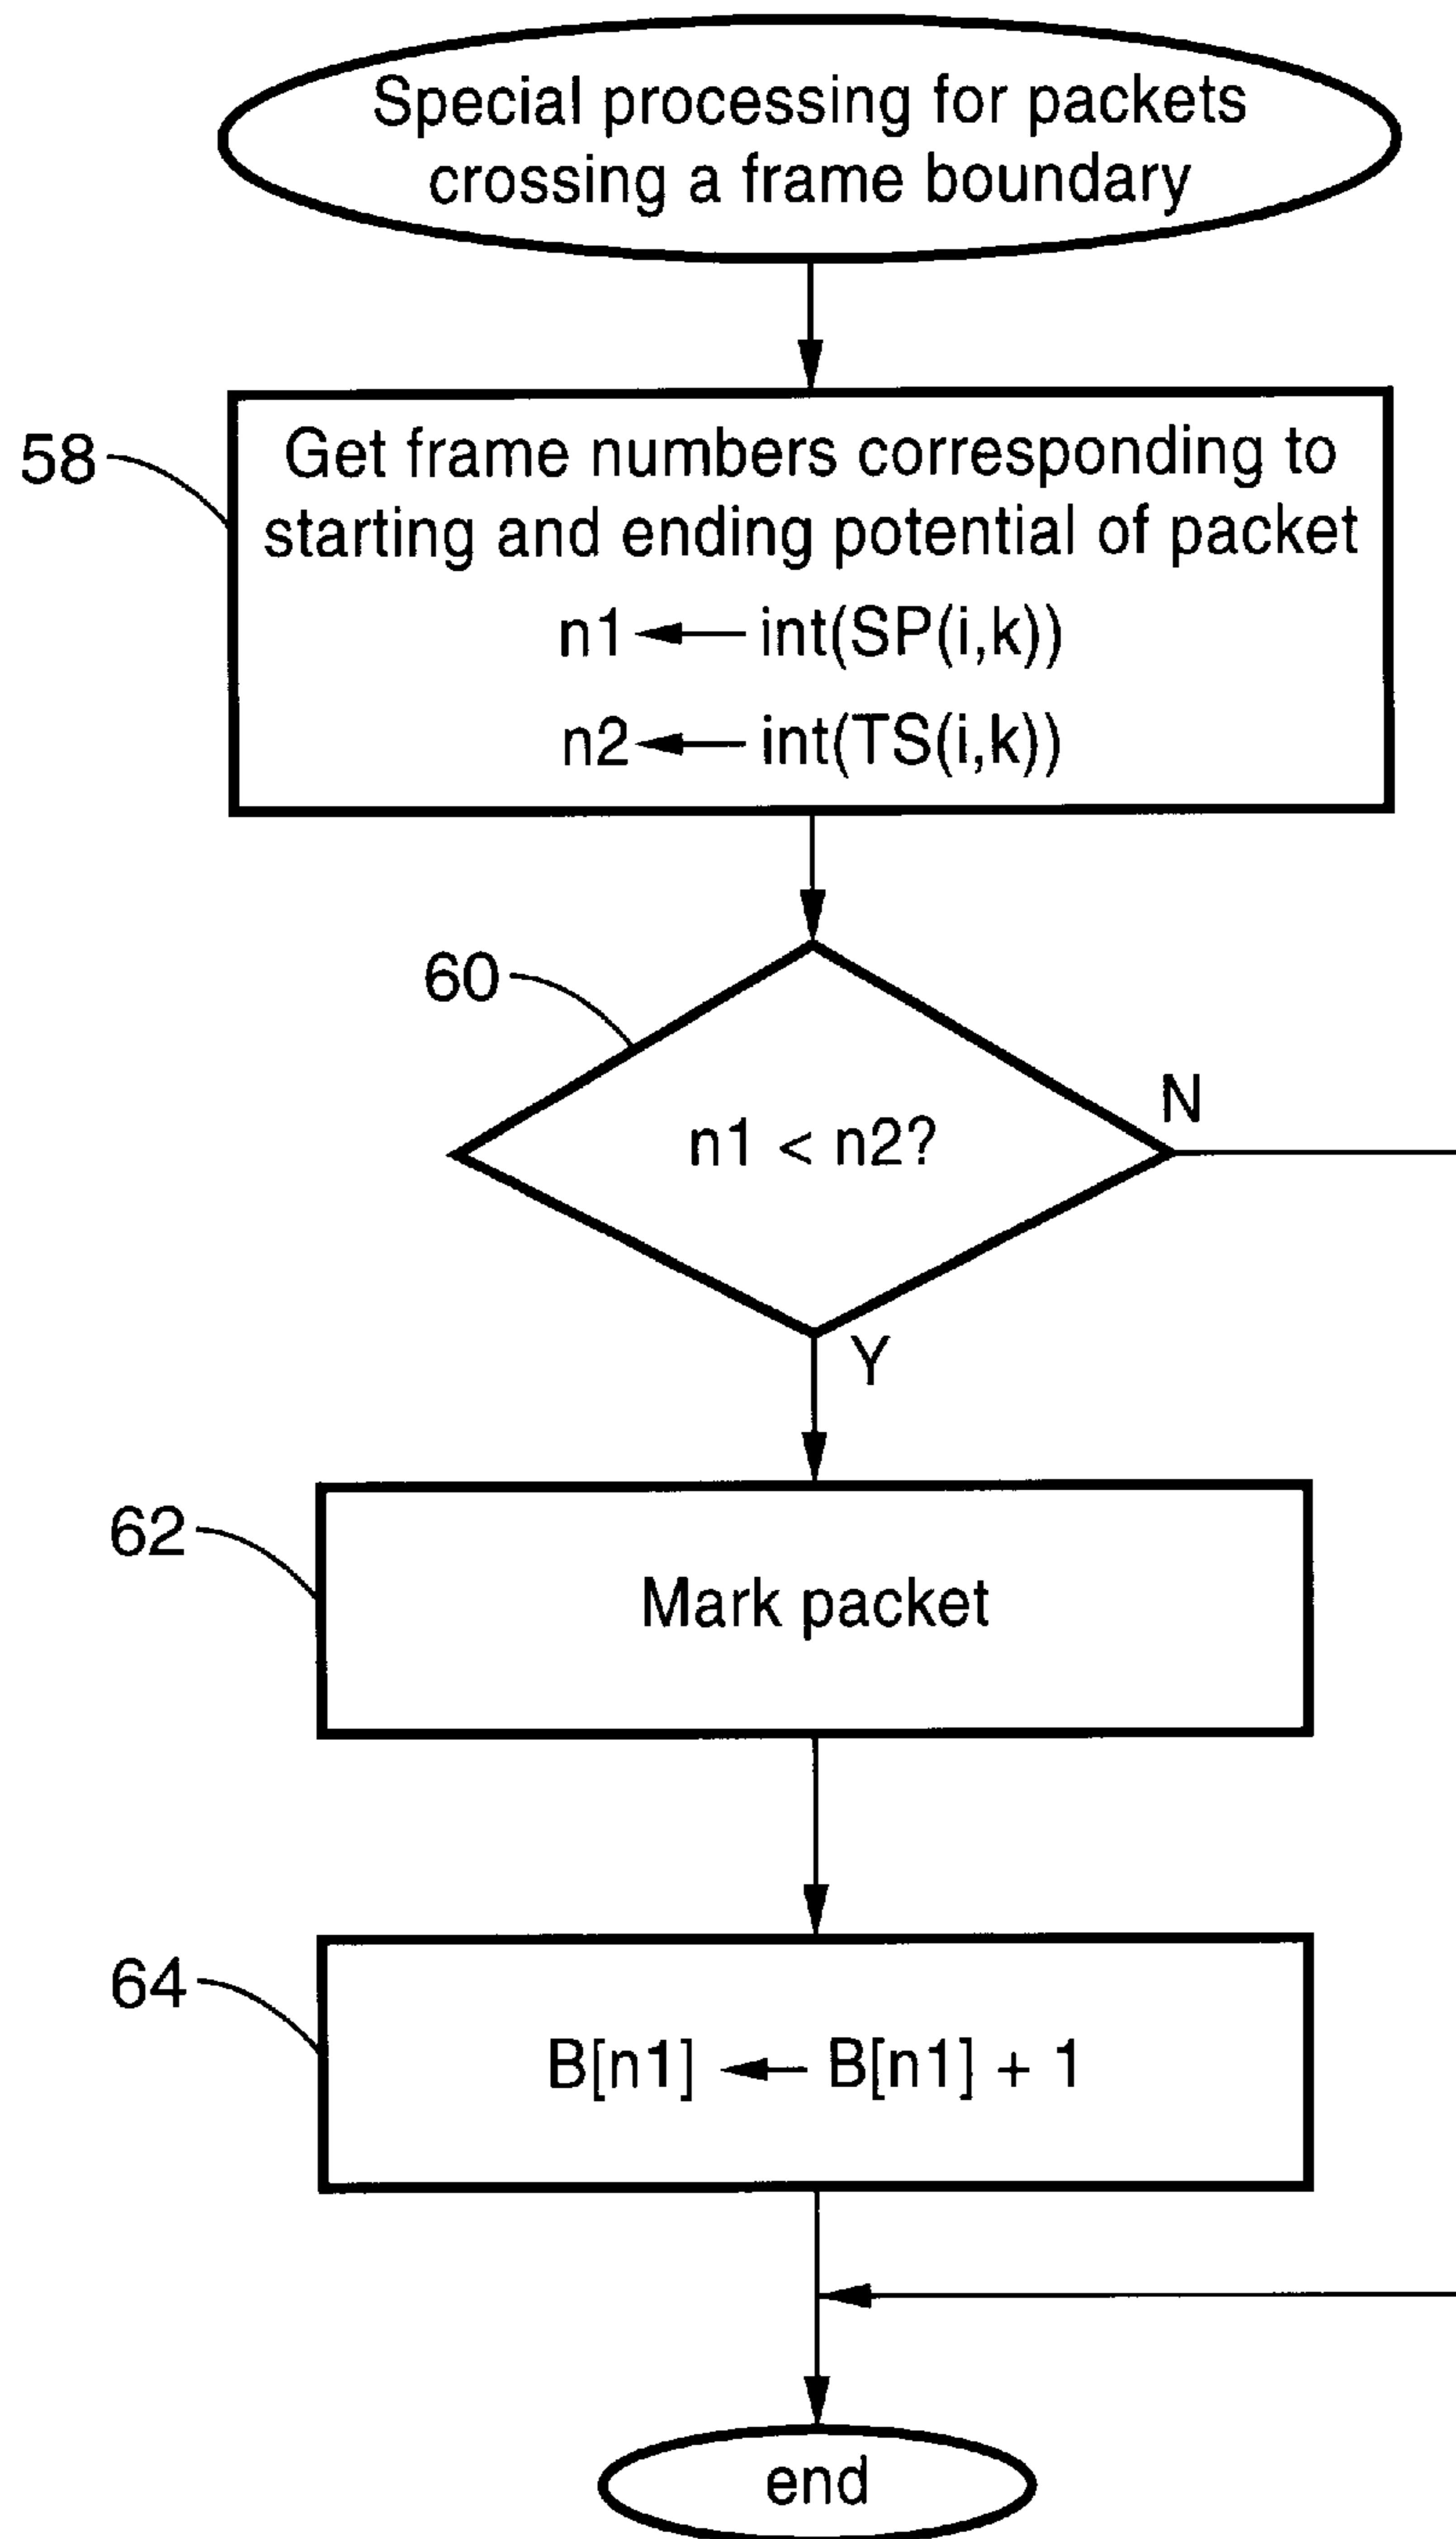 Special processing for packets
crossing a frame boundary
58
Get frame numbers corresponding to
starting and ending potential of packet
n1 ← int(SP(i,k))
n2 ← int(TS(i,k))
60
n1 < n2?
N
Y
62
Mark packet
64
B[n1] ← B[n1] + 1
end